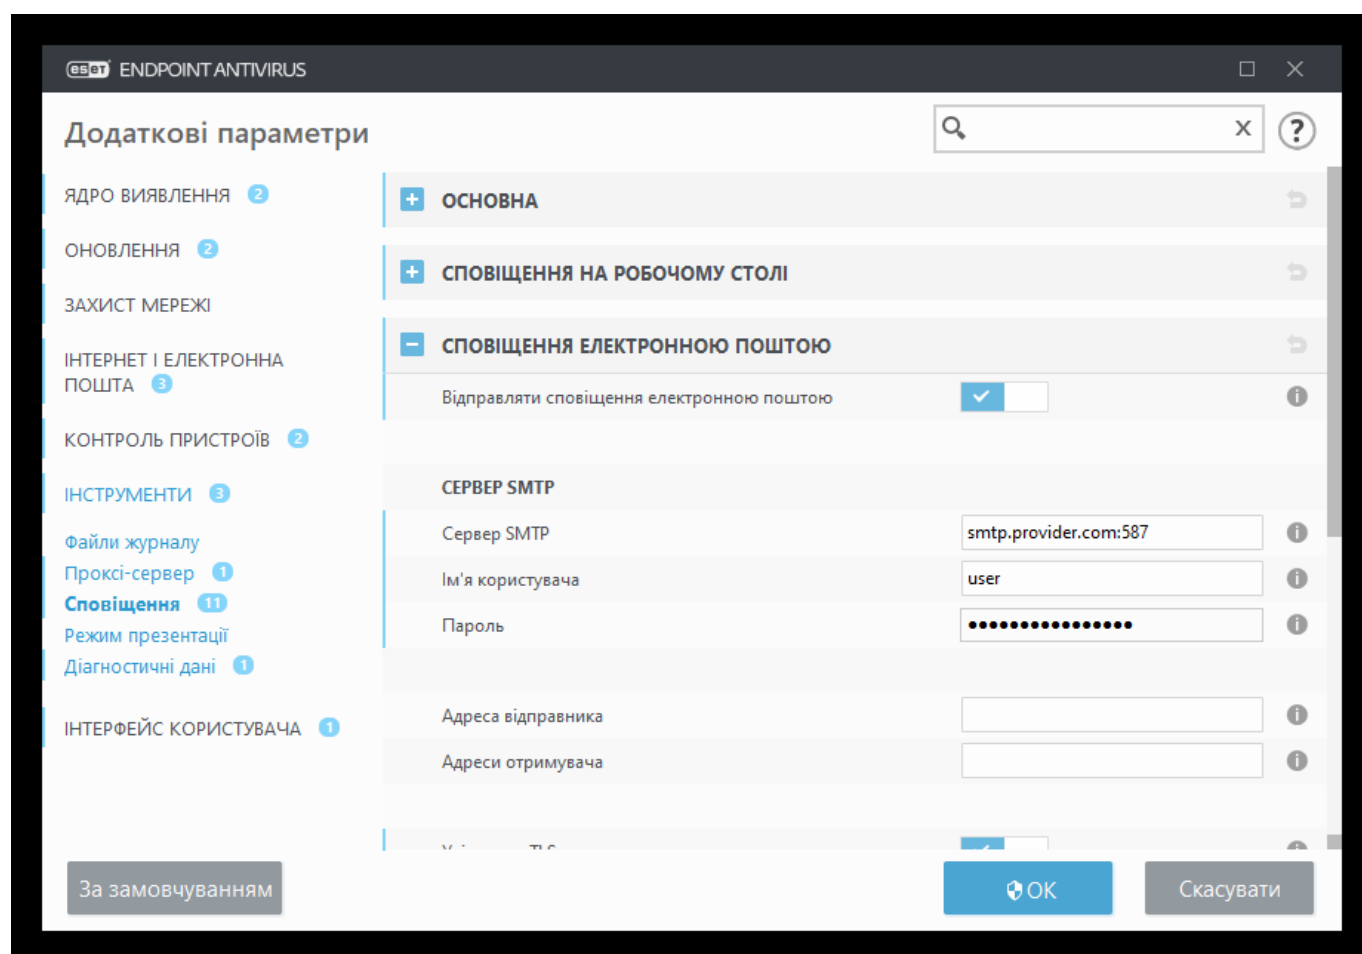 eset ENDPOINT ANTIVIRUS
Додаткові параметри
x
?
ЯДРО ВИЯВЛЕННЯ 2
ОНОВЛЕННЯ 2
ЗАХИСТ МЕРЕЖІ
ІНТЕРНЕТ І ЕЛЕКТРОННА
ПОШТА 3
КОНТРОЛЬ ПРИСТРОЇВ 2
ІНСТРУМЕНТИ 3
Файли журналу
Проксі-сервер 1
Сповіщення 11
Режим презентації
Діагностичні дані 1
ІНТЕРФЕЙС КОРИСТУВАЧА 1
ОСНОВНА
СПОВІЩЕННЯ НА РОБОЧОМУ СТОЛІ
СПОВІЩЕННЯ ЕЛЕКТРОННОЮ ПОШТОЮ
Відправляти сповіщення електронною поштою
СЕРВЕР SMTP
Сервер SMTP smtp.provider.com:587
Ім'я користувача user
Пароль ••••••••••••••••
Адреса відправника
Адреси отримувача
За замовчуванням
OK
Скасувати